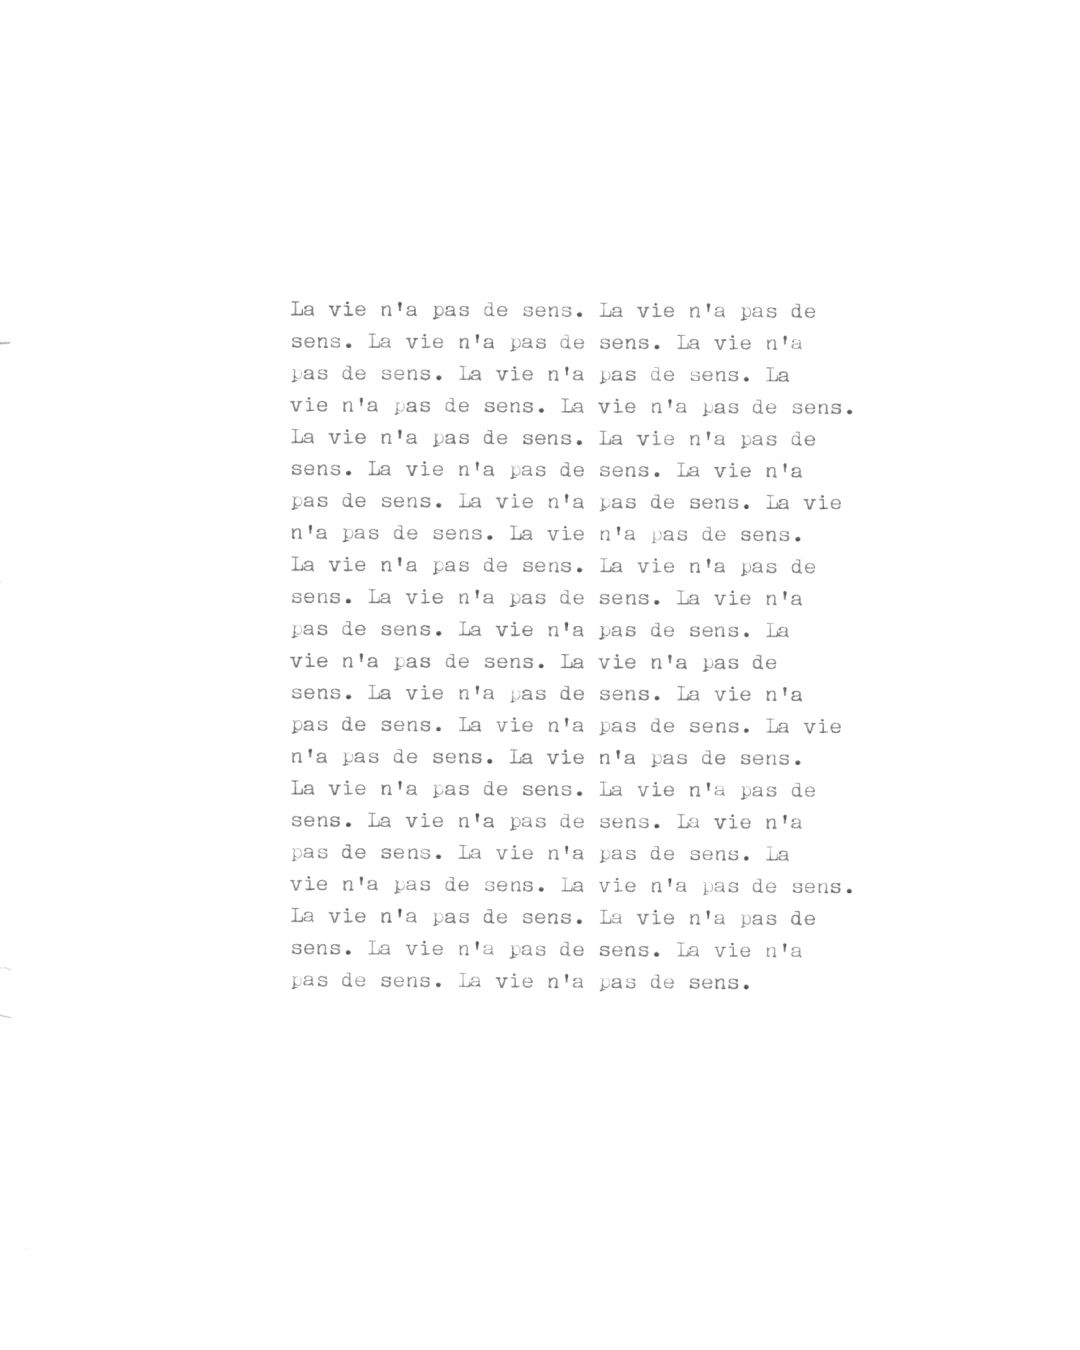 La vie n'a pas de sens. La vie n'a pas de
sens. La vie n'a pas de sens. La vie n'a
pas de sens. La vie n'a pas de sens. La
vie n'a pas de sens. La vie n'a pas de sens.
La vie n'a pas de sens. La vie n'a pas de
sens. La vie n'a pas de sens. La vie n'a
pas de sens. La vie n'a pas de sens. La vie
n'a pas de sens. La vie n'a pas de sens.
La vie n'a pas de sens. La vie n'a pas de
sens. La vie n'a pas de sens. La vie n'a
pas de sens. La vie n'a pas de sens. La
vie n'a pas de sens. La vie n'a pas de
sens. La vie n'a pas de sens. La vie n'a
pas de sens. La vie n'a pas de sens. La vie
n'a pas de sens. La vie n'a pas de sens.
La vie n'a pas de sens. La vie n'a pas de
sens. La vie n'a pas de sens. La vie n'a
pas de sens. La vie n'a pas de sens. La
vie n'a pas de sens. La vie n'a pas de sens.
La vie n'a pas de sens. La vie n'a pas de
sens. La vie n'a pas de sens. La vie n'a
pas de sens. La vie n'a pas de sens.